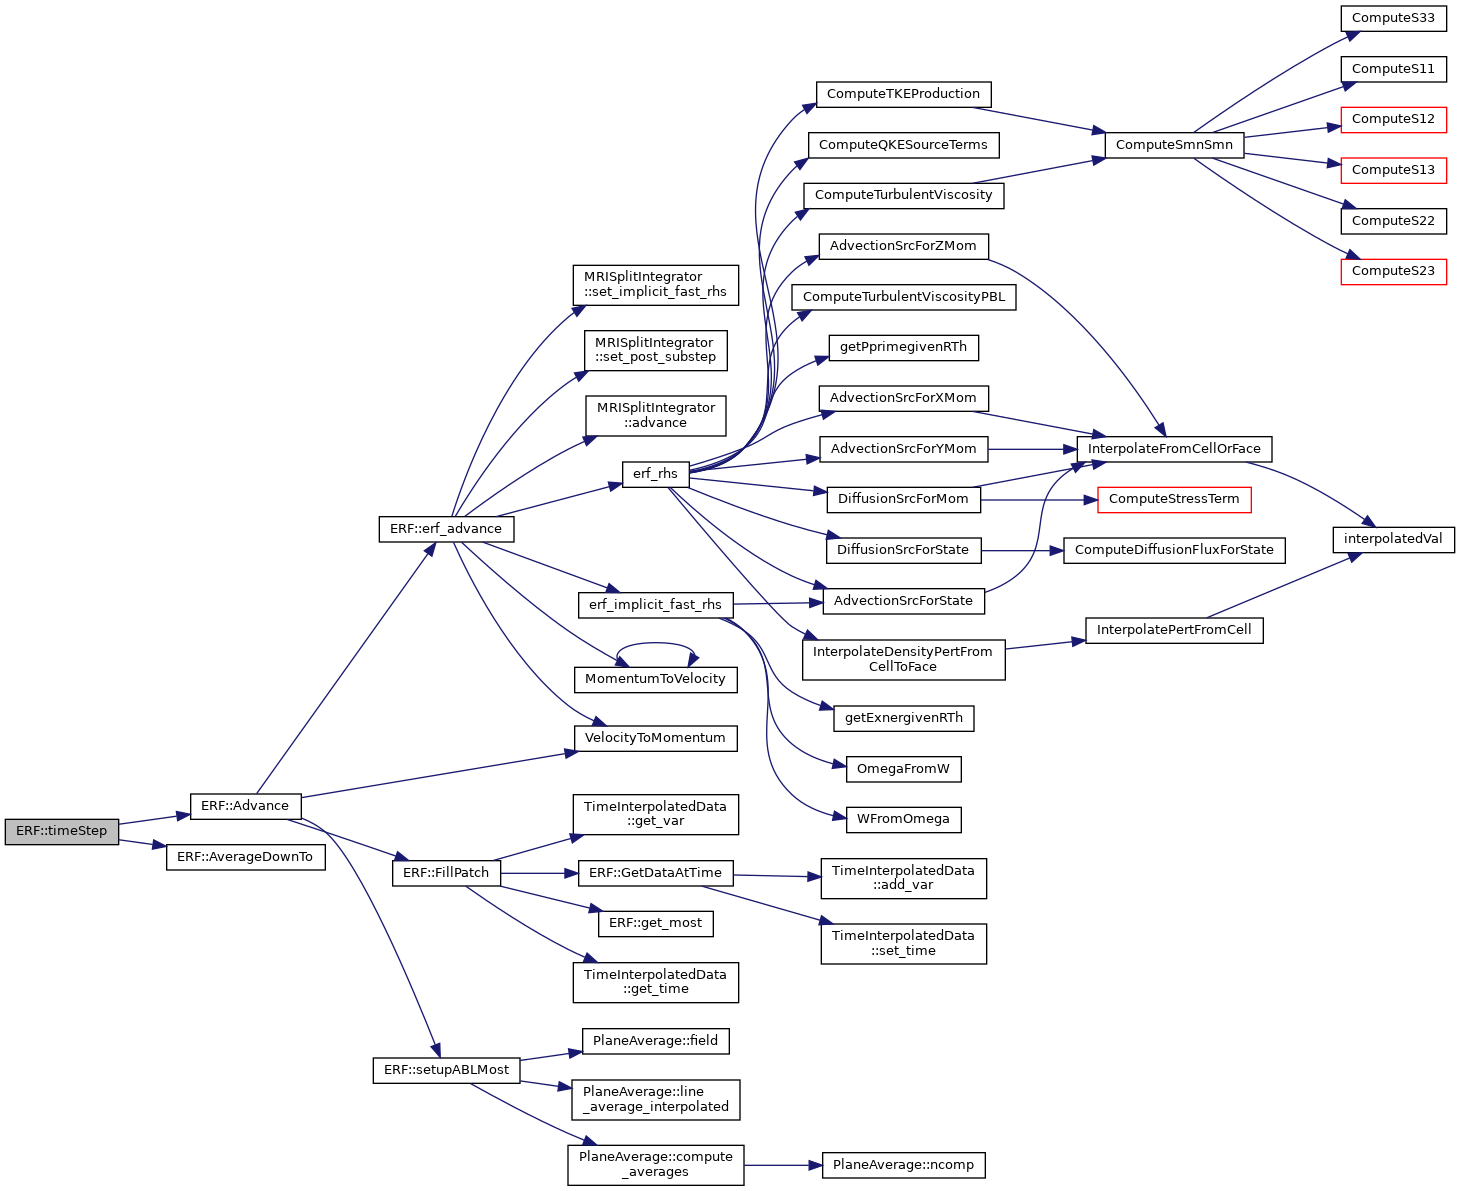 ComputeS33
ComputeS11
ComputeTKEProduction
ComputeS12
ComputeQKESourceTerms
ComputeSmnSmn
ComputeS13
ComputeTurbulentViscosity
ComputeS22
AdvectionSrcForZMom
ComputeS23
MRISplitIntegrator
::set_implicit_fast_rhs
ComputeTurbulentViscosityPBL
MRISplitIntegrator
::set_post_substep
getPprimegivenRTh
AdvectionSrcForXMom
MRISplitIntegrator
::advance
AdvectionSrcForYMom
InterpolateFromCellOrFace
erf_rhs
DiffusionSrcForMom
ComputeStressTerm
ERF::erf_advance
interpolatedVal
DiffusionSrcForState
ComputeDiffusionFluxForState
erf_implicit_fast_rhs
AdvectionSrcForState
InterpolatePertFromCell
InterpolateDensityPertFrom
CellToFace
MomentumToVelocity
getExnergivenRTh
VelocityToMomentum
OmegaFromW
ERF::Advance
TimeInterpolatedData
::get_var
WFromOmega
ERF::timeStep
ERF::AverageDownTo
ERF::FillPatch
ERF::GetDataAtTime
TimeInterpolatedData
::add_var
ERF::get_most
TimeInterpolatedData
::set_time
TimeInterpolatedData
::get_time
PlaneAverage::field
ERF::setupABLMost
PlaneAverage::line
_average_interpolated
PlaneAverage::compute
_averages
PlaneAverage::ncomp